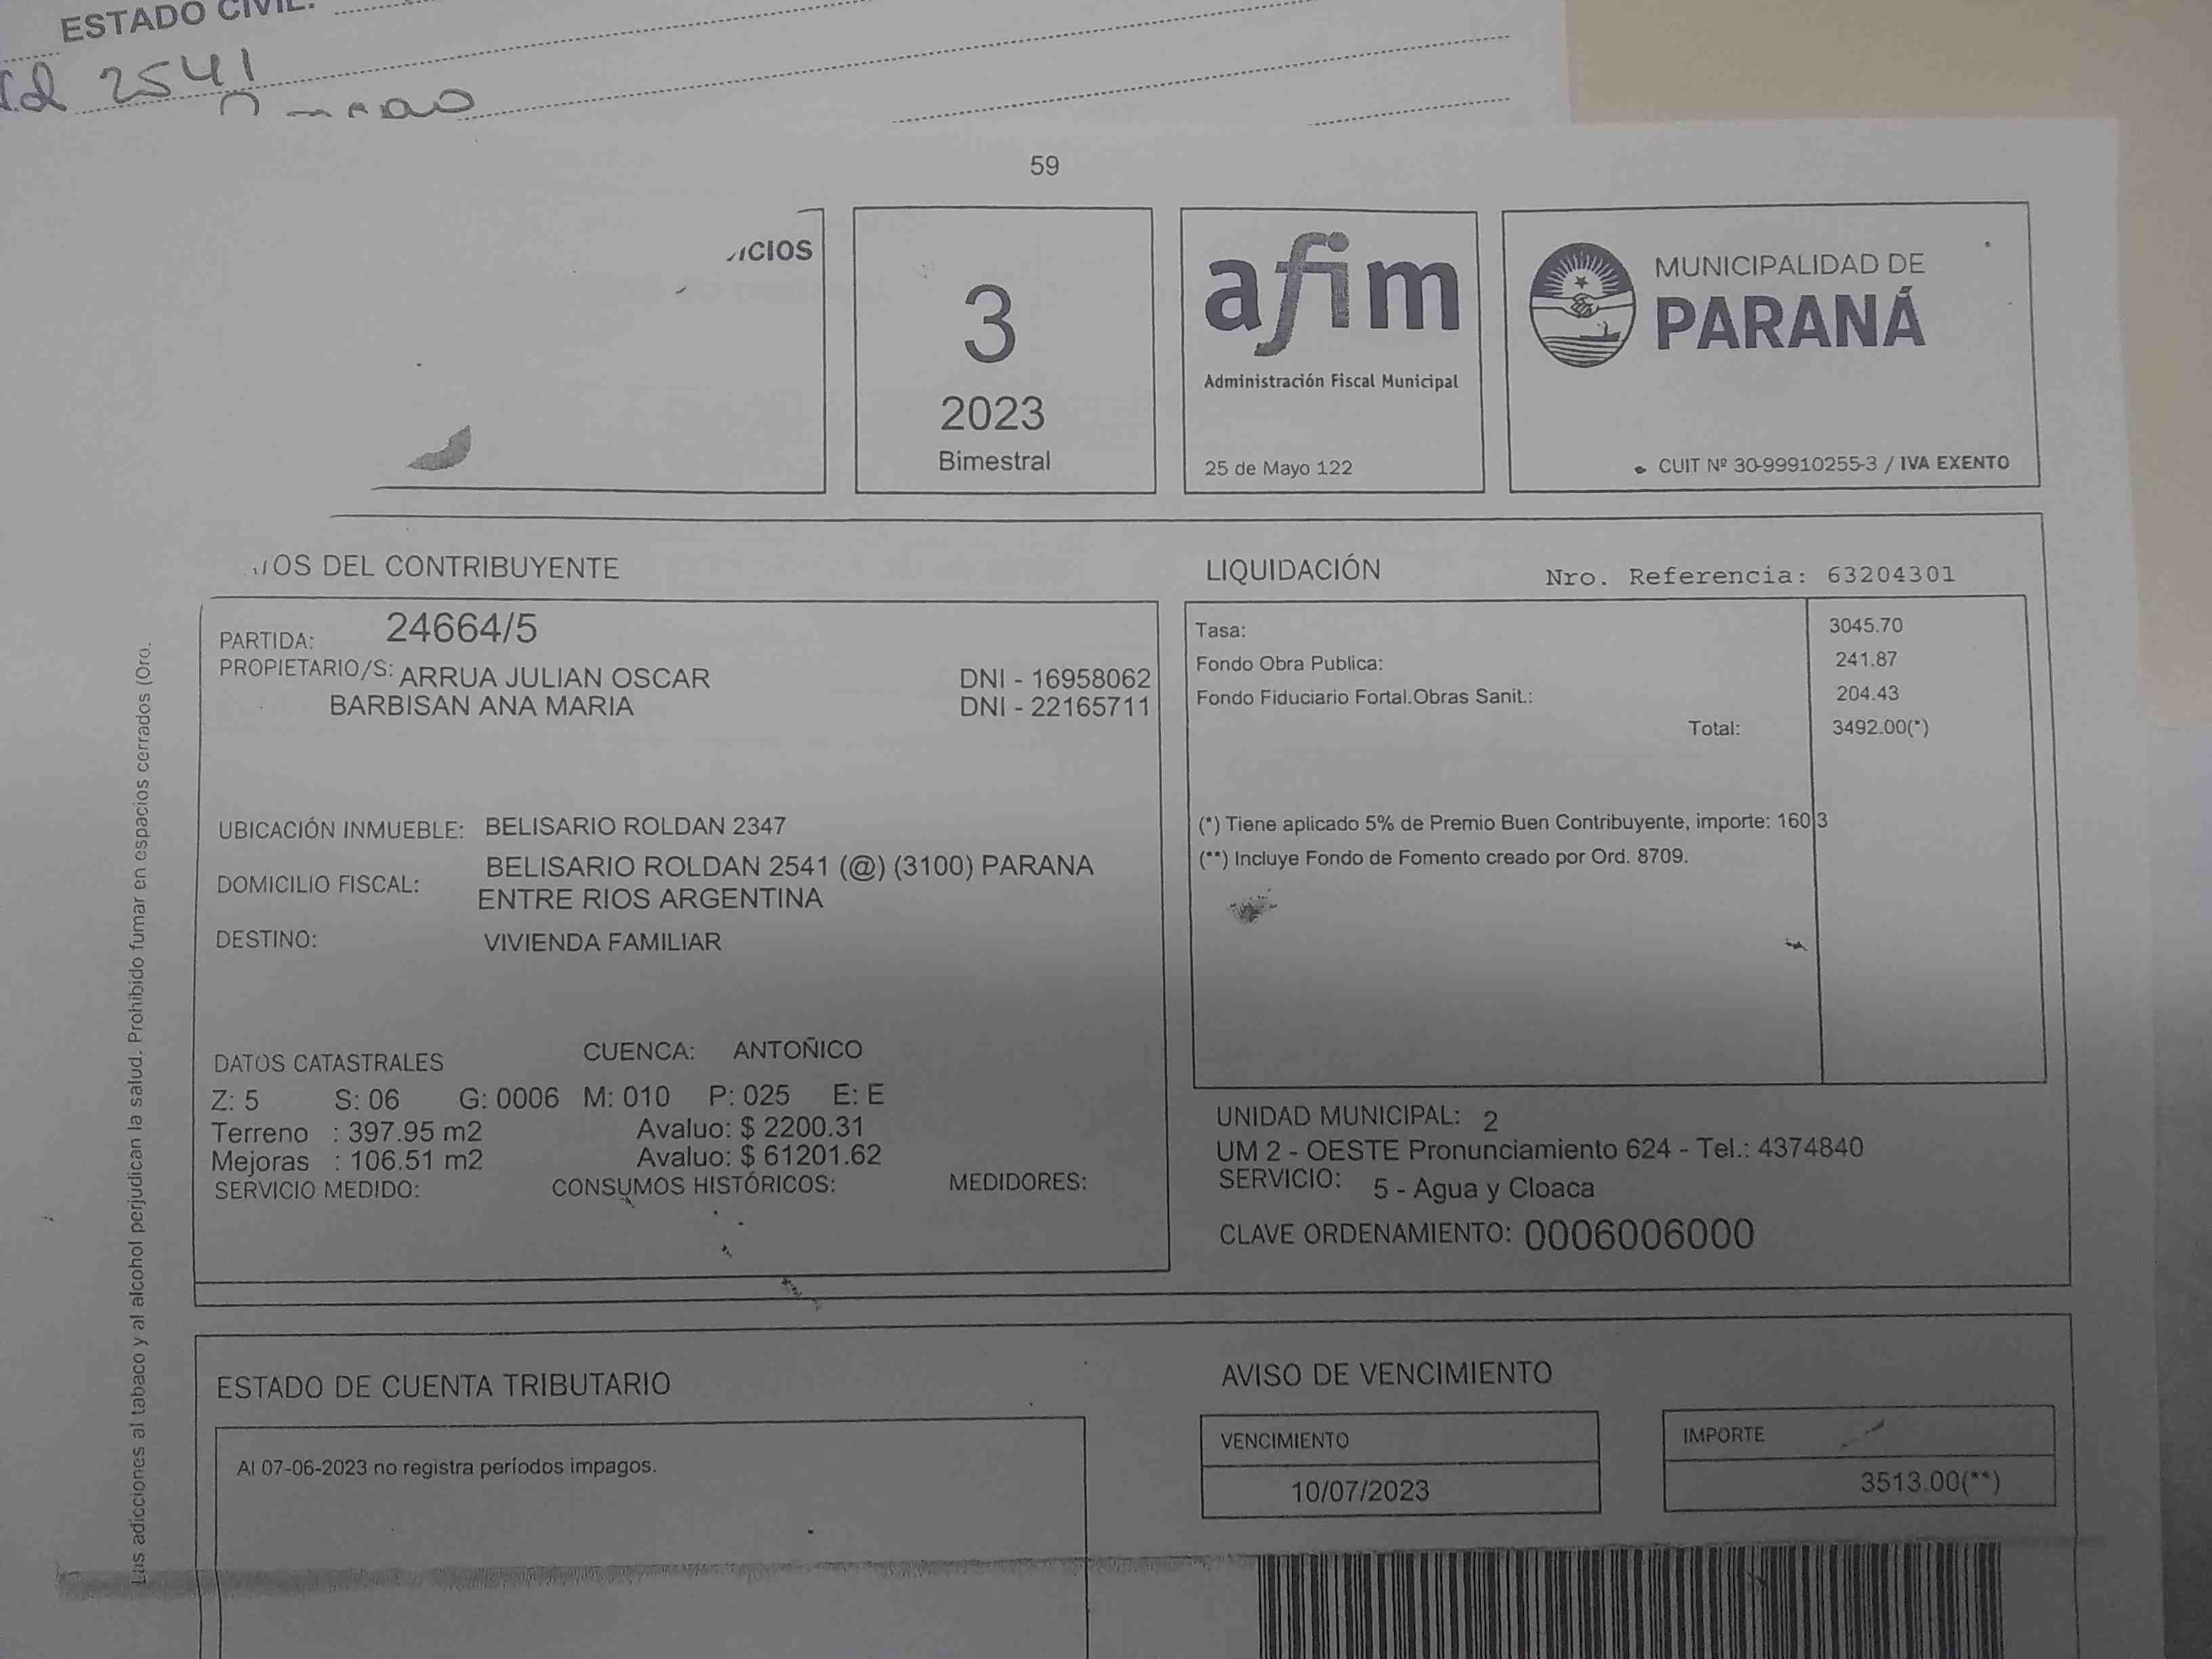 ESTADO CIVIL:
2541
59
3
2023
Bimestral
afim
Administración Fiscal Municipal
25 de Mayo 122
MUNICIPALIDAD DE
PARANÁ
CUIT Nº 30-99910255-3 / IVA EXENTO
DEL CONTRIBUYENTE
PARTIDA: 24664/5
PROPIETARIO/S: ARRUA JULIAN OSCAR DNI - 16958062
BARBISAN ANA MARIA DNI - 22165711
UBICACIÓN INMUEBLE: BELISARIO ROLDAN 2347
DOMICILIO FISCAL: BELISARIO ROLDAN 2541 (@) (3100) PARANA
ENTRE RIOS ARGENTINA
DESTINO: VIVIENDA FAMILIAR
DATOS CATASTRALES CUENCA: ANTOÑICO
Z: 5 S: 06 G: 0006 M: 010 P: 025 E: E
Terreno : 397.95 m2 Avaluo: $ 2200.31
Mejoras : 106.51 m2 Avaluo: $ 61201.62
SERVICIO MEDIDO: CONSUMOS HISTÓRICOS: MEDIDORES:
LIQUIDACIÓN Nro. Referencia: 63204301
Tasa: 3045.70
Fondo Obra Publica: 241.87
Fondo Fiduciario Fortal.Obras Sanit.: 204.43
Total: 3492.00(*)
(*) Tiene aplicado 5% de Premio Buen Contribuyente, importe: 160.3
(**) Incluye Fondo de Fomento creado por Ord. 8709.
UNIDAD MUNICIPAL: 2
UM 2 - OESTE Pronunciamiento 624 - Tel.: 4374840
SERVICIO: 5 - Agua y Cloaca
CLAVE ORDENAMIENTO: 0006006000
ESTADO DE CUENTA TRIBUTARIO
Al 07-06-2023 no registra períodos impagos.
AVISO DE VENCIMIENTO
VENCIMIENTO
10/07/2023
IMPORTE
3513.00(**)
Las adicciones al tabaco y al alcohol perjudican la salud. Prohibido fumar en espacios cerrados (Ord.